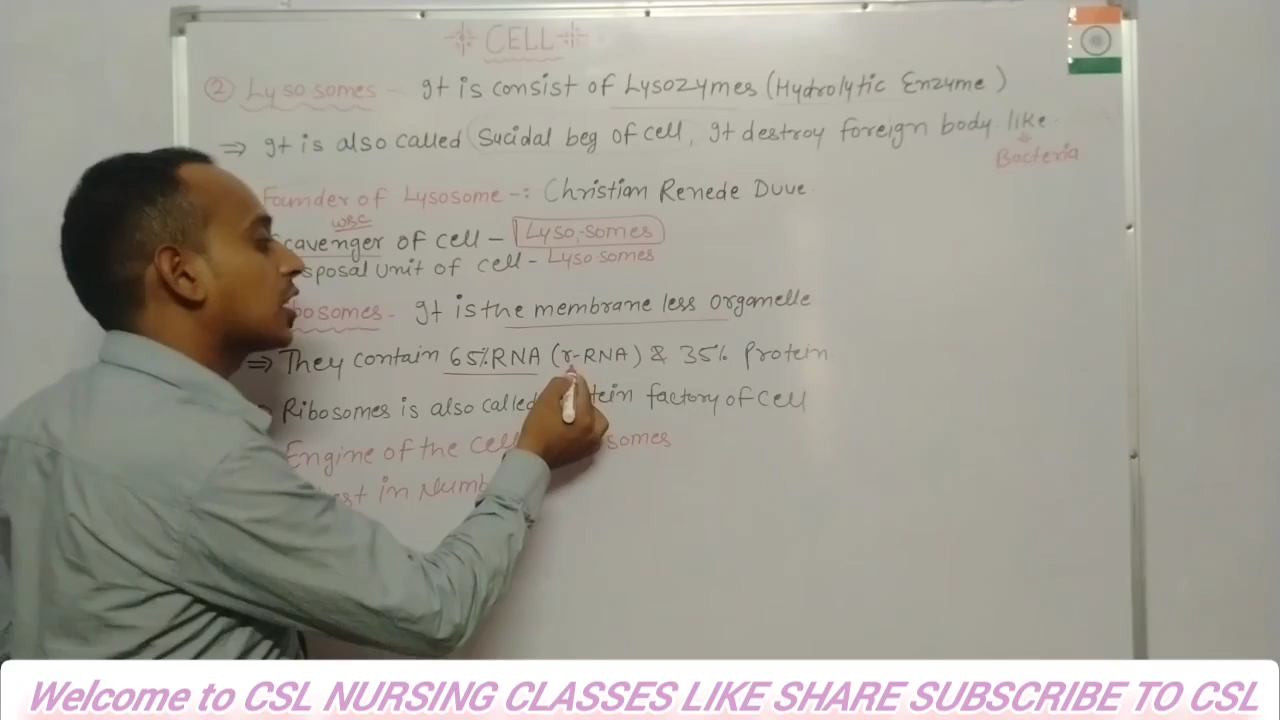 CELL
② Lysosomes - It is consist of Lysozymes (Hydrolytic Enzyme)
⇒ It is also called Sucidal beg of cell, It destroy foreign body like
Bacteria
Founder of Lysosome -: Christian Renede Duve
WBC
cavenger of cell - Lyso,somes
sposal Unit of cell - Lysosomes
bosomes - It is the membrane less Organelle
⇒ They contain 65% RNA (r-RNA) & 35% Protein
Ribosomes is also called tein factory of cell
Engine of the Cell somes
est in Numb
Welcome to CSL NURSING CLASSES LIKE SHARE SUBSCRIBE TO CSL